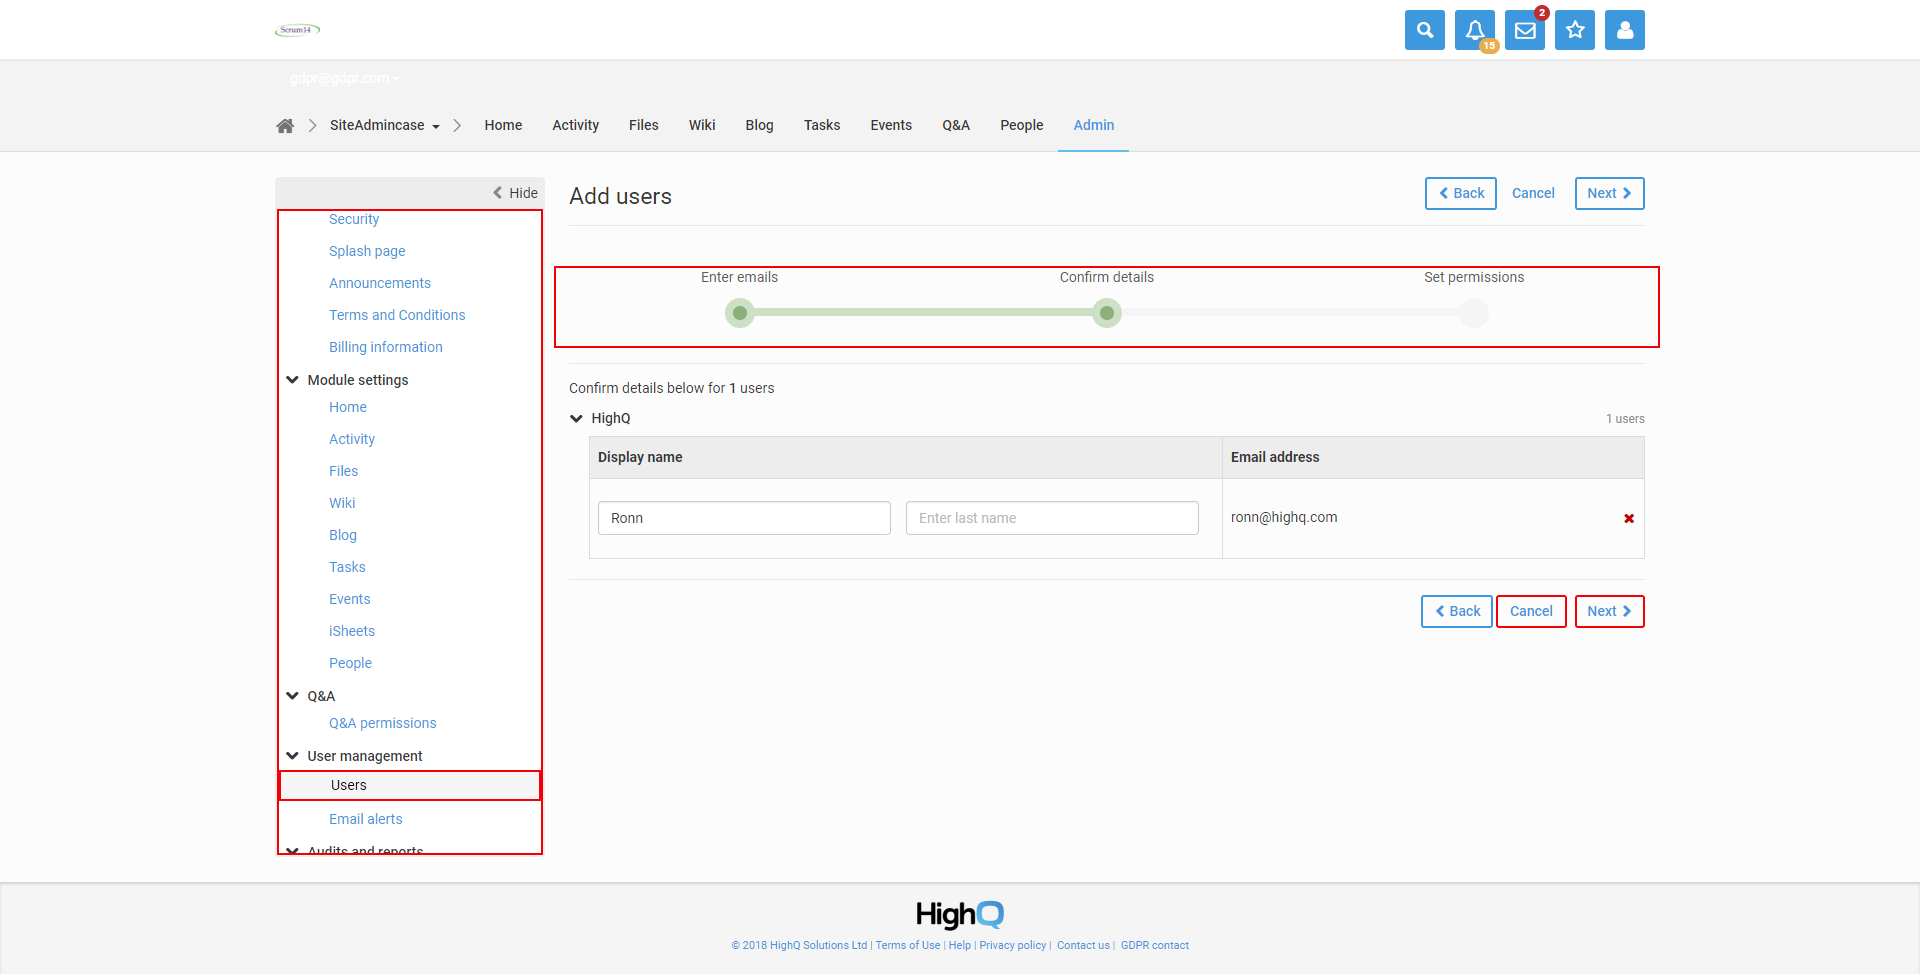 Scrum14
15
2
gdpr@gdpr.com
SiteAdmincase
Home Activity Files Wiki Blog Tasks Events Q&A People Admin
Hide
Security
Splash page
Announcements
Terms and Conditions
Billing information
Module settings
Home
Activity
Files
Wiki
Blog
Tasks
Events
iSheets
People
Q&A
Q&A permissions
User management
Users
Email alerts
Audits and reports
Add users
Back Cancel Next
Enter emails Confirm details Set permissions
Confirm details below for 1 users
HighQ 1 users
Display name Email address
Ronn Enter last name ronn@highq.com
Back Cancel Next
HighQ
© 2018 HighQ Solutions Ltd | Terms of Use | Help | Privacy policy | Contact us | GDPR contact